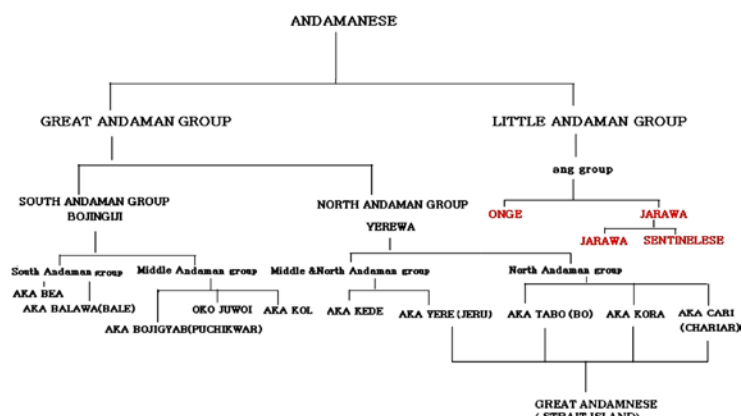 ANDAMANESE
GREAT ANDAMAN GROUP
LITTLE ANDAMAN GROUP
ang group
SOUTH ANDAMAN GROUP
BOJINGIJI
NORTH ANDAMAN GROUP
YEREWA
ONGE
JARAWA
JARAWA
SENTINELESE
South Andaman group
Middle Andaman group
Middle &North Andaman group
North Andaman group
AKA BEA
AKA BALAWA(BALE)
AKA BOJIGYAB(PUCHIKWAR)
OKO JUWOI
AKA KOL
AKA KEDE
AKA YERE (JERU)
AKA TABO (BO)
AKA KORA
AKA CARI
(CHARIAR)
GREAT ANDAMNESE
(STRAIT ISLAND)